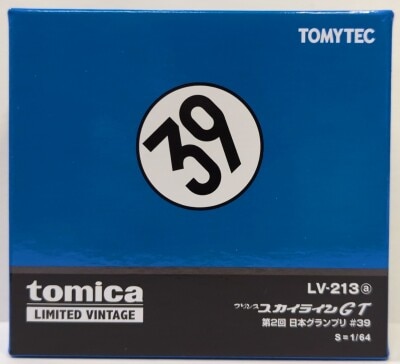 TOMYTEC
39
tomica
LIMITED VINTAGE
LV-213ⓐ
プリンス スカイラインGT
第2回 日本グランプリ #39
S=1/64